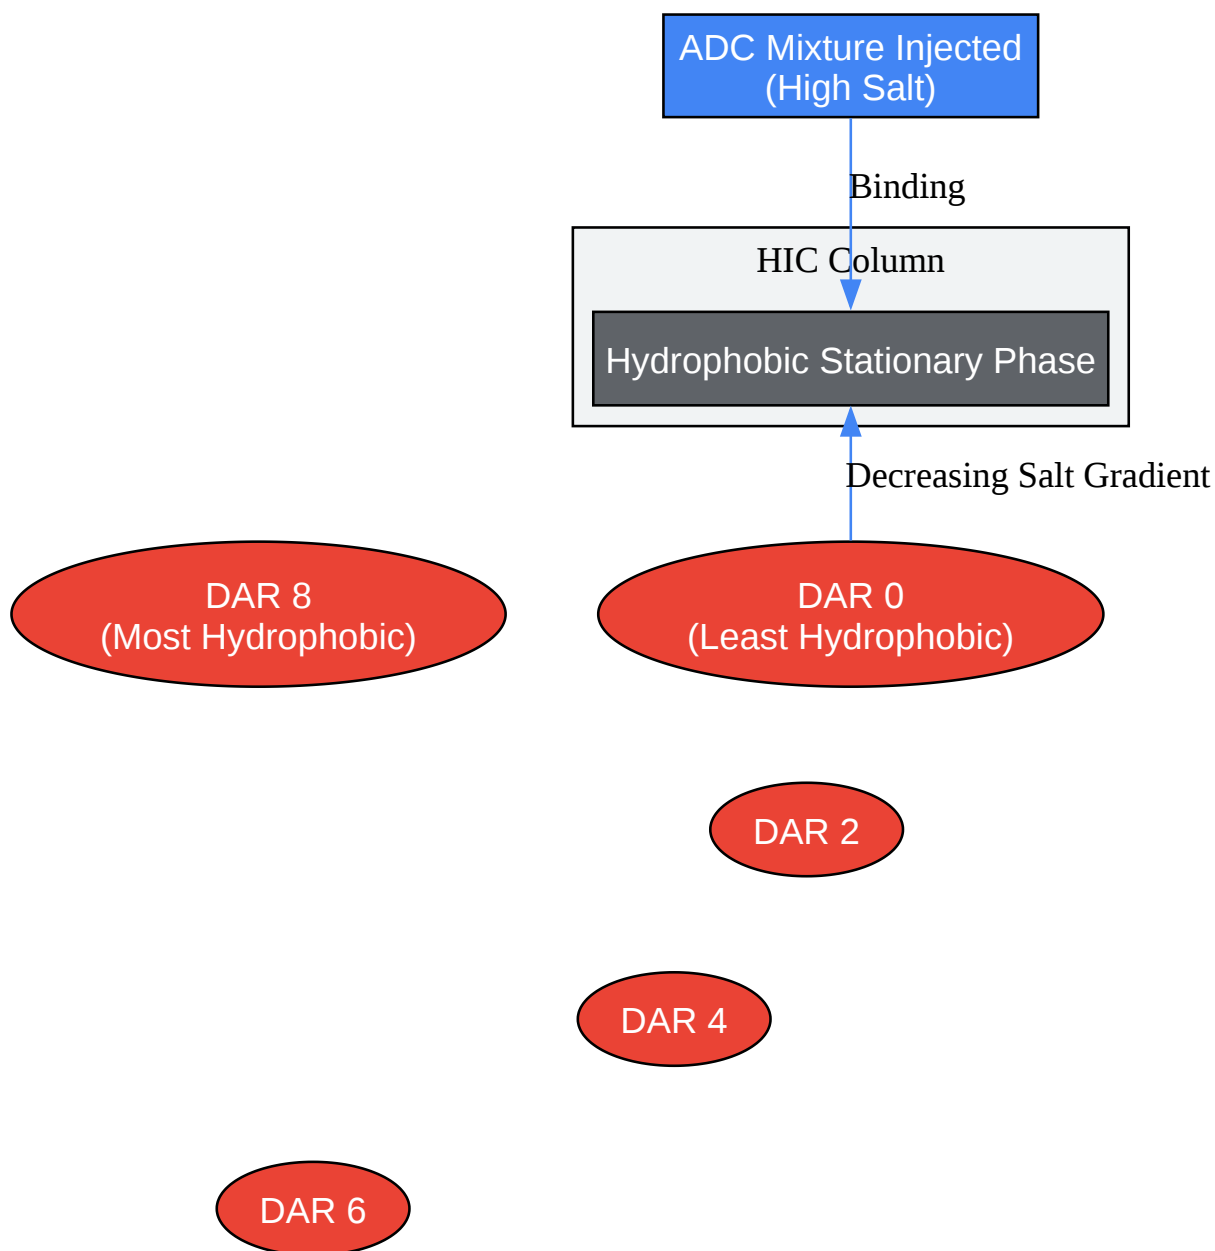 ADC Mixture Injected
(High Salt)
Binding
HIC Column
Hydrophobic Stationary Phase
Decreasing Salt Gradient
DAR 8
(Most Hydrophobic)
DAR 0
(Least Hydrophobic)
DAR 2
DAR 4
DAR 6